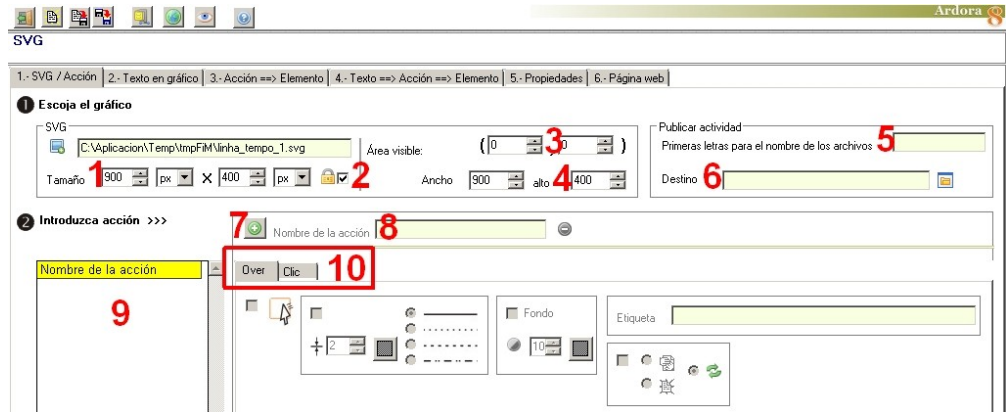 Ardora 8
SVG
1.- SVG / Acción 2.- Texto en gráfico 3.- Acción ==> Elemento 4.- Texto ==> Acción ==> Elemento 5.- Propiedades 6.- Página web
1 Escoja el gráfico
SVG
C:\Aplicacion\Temp\tmpFiM\linha_tempo_1.svg
Área visible: ( 0 3 , 0 )
Tamaño 1 900 px X 400 px 2
Ancho 900 alto 4 400
Publicar actividad
Primeras letras para el nombre de los archivos 5
Destino 6
2 Introduzca acción >>>
7 Nombre de la acción 8
Nombre de la acción
9
Over Clic 10
2
Fondo
10
Etiqueta